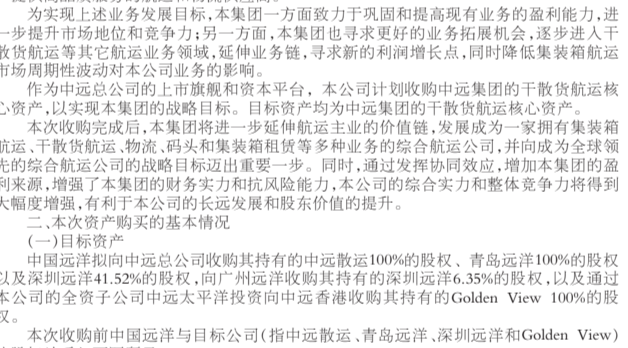 为实现上述业务发展目标,本集团一方面致力于巩固和提高现有业务的盈利能力,进
一步提升市场地位和竞争力;另一方面,本集团也寻求更好的业务拓展机会,逐步进入干
散货航运等其它航运业务领域,延伸业务链,寻求新的利润增长点,同时降低集装箱航运
市场周期性波动对本公司业务的影响。
作为中远总公司的上市旗舰和资本平台,本公司计划收购中远集团的干散货航运核
心资产,以实现本集团的战略目标。目标资产均为中远集团的干散货航运核心资产。
本次收购完成后,本集团将进一步延伸航运主业的价值链,发展成为一家拥有集装箱
航运、干散货航运、物流、码头和集装箱租赁等多种业务的综合航运公司,并向成为全球领
先的综合航运公司的战略目标迈出重要一步。同时,通过发挥协同效应,增加本集团的盈
利来源,增强了本集团的财务实力和抗风险能力,本公司的综合实力和整体竞争力将得到
大幅度增强,有利于本公司的长远发展和股东价值的提升。
二、本次资产购买的基本情况
(一)目标资产
中国远洋拟向中远总公司收购其持有的中远散运100%的股权、青岛远洋100%的股权
以及深圳远洋41.52%的股权,向广州远洋收购其持有的深圳远洋6.35%的股权,以及通过
本公司的全资子公司中远太平洋投资向中远香港收购其持有的Golden View 100%的股
权。
本次收购前中国远洋与目标公司(指中远散运、青岛远洋、深圳远洋和Golden View)